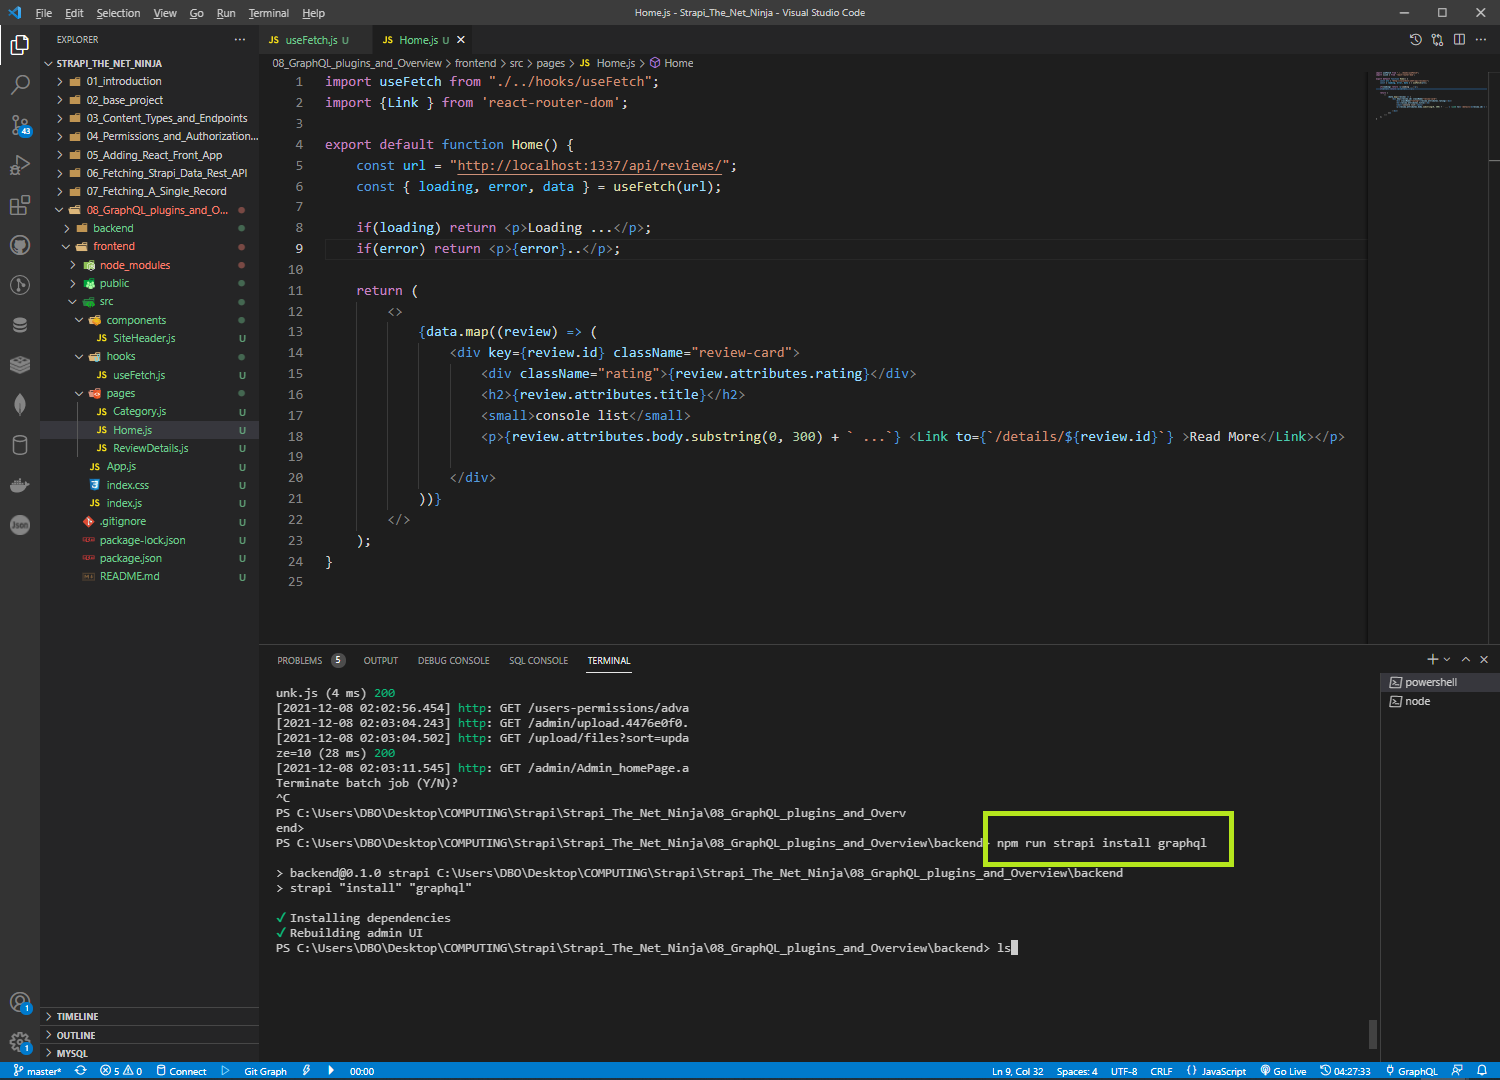 File Edit Selection View Go Run Terminal Help
Home.js - Strapi_The_Net_Ninja - Visual Studio Code
EXPLORER
STRAPI_THE_NET_NINJA
01_introduction
02_base_project
03_Content_Types_and_Endpoints
04_Permissions_and_Authorization...
05_Adding_React_Front_App
06_Fetching_Strapi_Data_Rest_API
07_Fetching_A_Single_Record
08_GraphQL_plugins_and_O...
backend
frontend
node_modules
public
src
components
JS SiteHeader.js U
hooks
JS useFetch.js U
pages
JS Category.js U
JS Home.js U
JS ReviewDetails.js U
JS App.js U
index.css U
JS index.js U
.gitignore U
package-lock.json U
package.json U
README.md U
TIMELINE
OUTLINE
MYSQL
43
Json
1
1
JS useFetch.js U
JS Home.js U
08_GraphQL_plugins_and_Overview > frontend > src > pages > JS Home.js > Home
1 import useFetch from "./../hooks/useFetch";
2 import {Link } from 'react-router-dom';
3
4 export default function Home() {
5 const url = "http://localhost:1337/api/reviews/";
6 const { loading, error, data } = useFetch(url);
7
8 if(loading) return <p>Loading ...</p>;
9 if(error) return <p>{error}..</p>;
10
11 return (
12 <>
13 {data.map((review) => (
14 <div key={review.id} className="review-card">
15 <div className="rating">{review.attributes.rating}</div>
16 <h2>{review.attributes.title}</h2>
17 <small>console list</small>
18 <p>{review.attributes.body.substring(0, 300) + ` ...`} <Link to={`/details/${review.id}`} >Read More</Link></p>
19
20 </div>
21 ))}
22 </>
23 );
24 }
25
PROBLEMS 5 OUTPUT DEBUG CONSOLE SQL CONSOLE TERMINAL
powershell
node
unk.js (4 ms) 200
[2021-12-08 02:02:56.454] http: GET /users-permissions/adva
[2021-12-08 02:03:04.243] http: GET /admin/upload.4476e0f0.
[2021-12-08 02:03:04.502] http: GET /upload/files?sort=upda
ze=10 (28 ms) 200
[2021-12-08 02:03:11.545] http: GET /admin/Admin_homePage.a
Terminate batch job (Y/N)?
^C
PS C:\Users\DBO\Desktop\COMPUTING\Strapi\Strapi_The_Net_Ninja\08_GraphQL_plugins_and_Overv
end>
PS C:\Users\DBO\Desktop\COMPUTING\Strapi\Strapi_The_Net_Ninja\08_GraphQL_plugins_and_Overview\backend> npm run strapi install graphql
> backend@0.1.0 strapi C:\Users\DBO\Desktop\COMPUTING\Strapi\Strapi_The_Net_Ninja\08_GraphQL_plugins_and_Overview\backend
> strapi "install" "graphql"
√ Installing dependencies
√ Rebuilding admin UI
PS C:\Users\DBO\Desktop\COMPUTING\Strapi\Strapi_The_Net_Ninja\08_GraphQL_plugins_and_Overview\backend> ls
master* 5 0 Connect Git Graph 00:00
Ln 9, Col 32 Spaces: 4 UTF-8 CRLF {} JavaScript Go Live 04:27:33 GraphQL